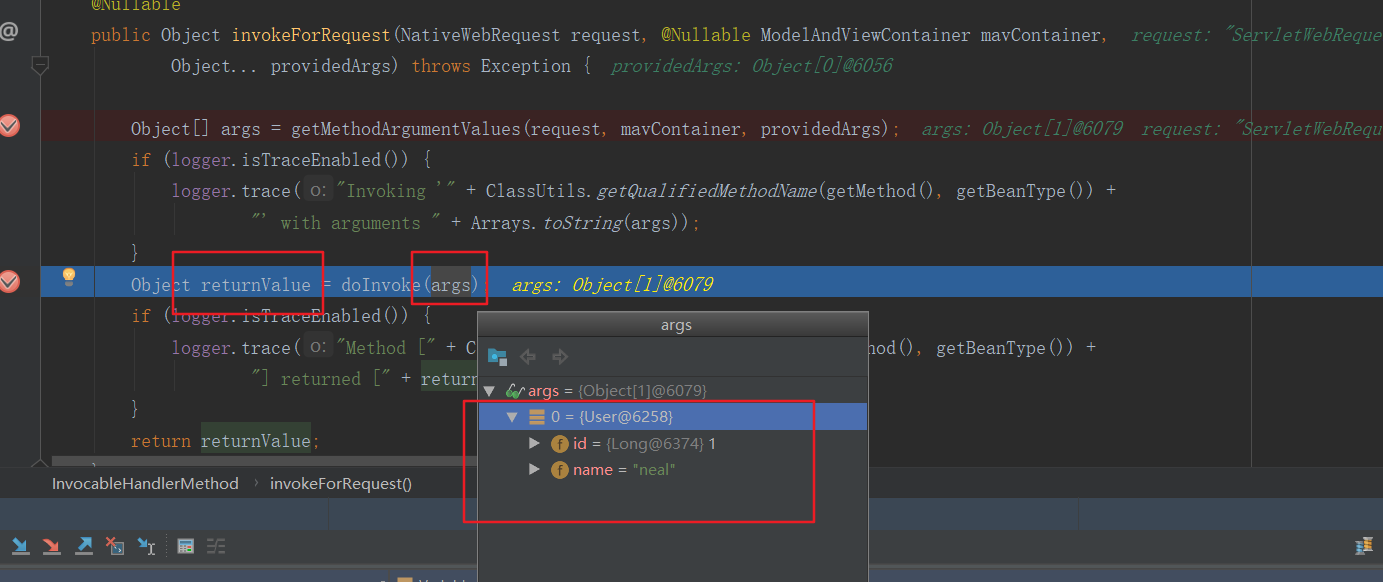 @Nullable
public Object invokeForRequest(NativeWebRequest request, @Nullable ModelAndViewContainer mavContainer,  request: "ServletWebReque
Object... providedArgs) throws Exception {  providedArgs: Object[0]@6056
Object[] args = getMethodArgumentValues(request, mavContainer, providedArgs);  args: Object[1]@6079  request: "ServletWebRequ
if (logger.isTraceEnabled()) {
logger.trace( o: "Invoking '" + ClassUtils.getQualifiedMethodName(getMethod(), getBeanType()) +
"' with arguments " + Arrays.toString(args));
}
Object returnValue = doInvoke(args);  args: Object[1]@6079
if (logger.isTraceEnabled()) {
logger.trace( o: "Method [" + C hod(), getBeanType()) +
"] returned [" + return
}
return returnValue;
}
args
args = {Object[1]@6079}
0 = {User@6258}
id = {Long@6374} 1
name = "neal"
InvocableHandlerMethod › invokeForRequest()